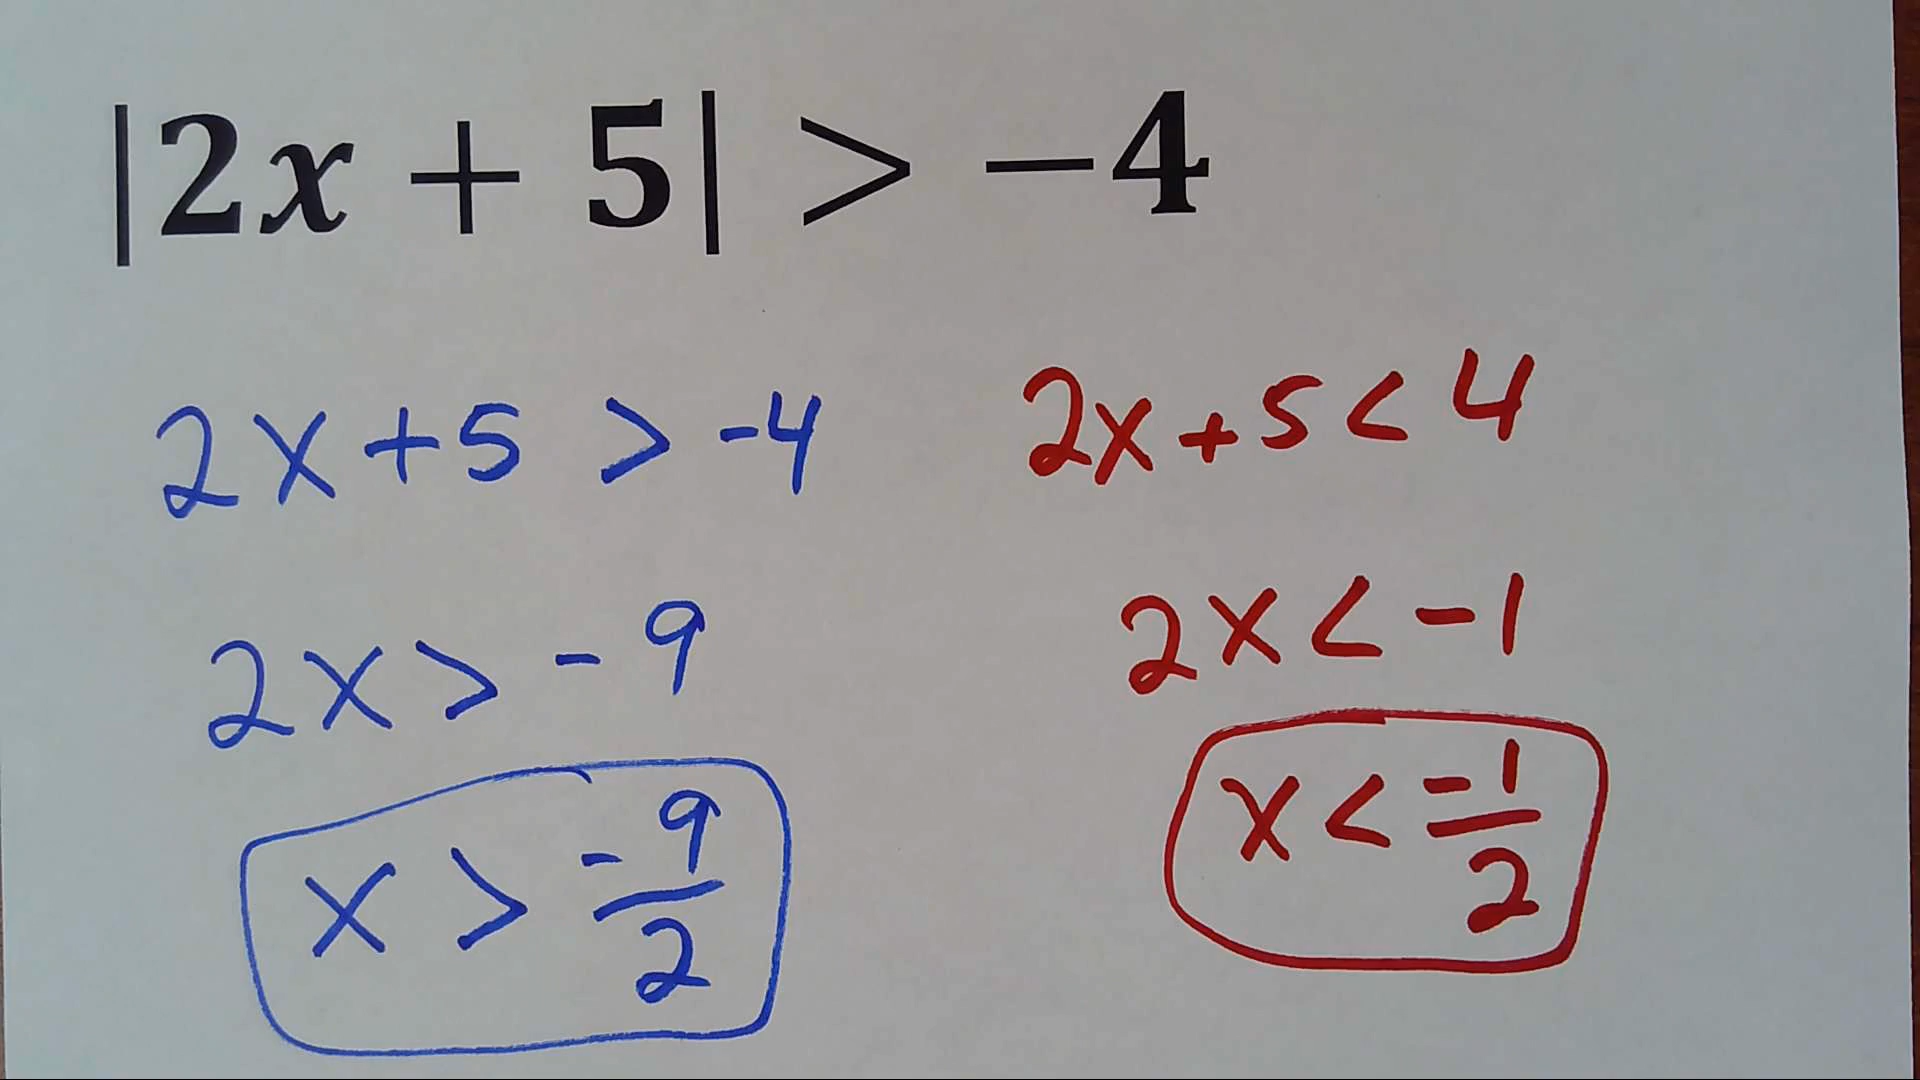 |2x + 5| > −4
2x+5 > -4
2x > -9
x > -9/2
2x+5 < 4
2x < -1
x < -1/2